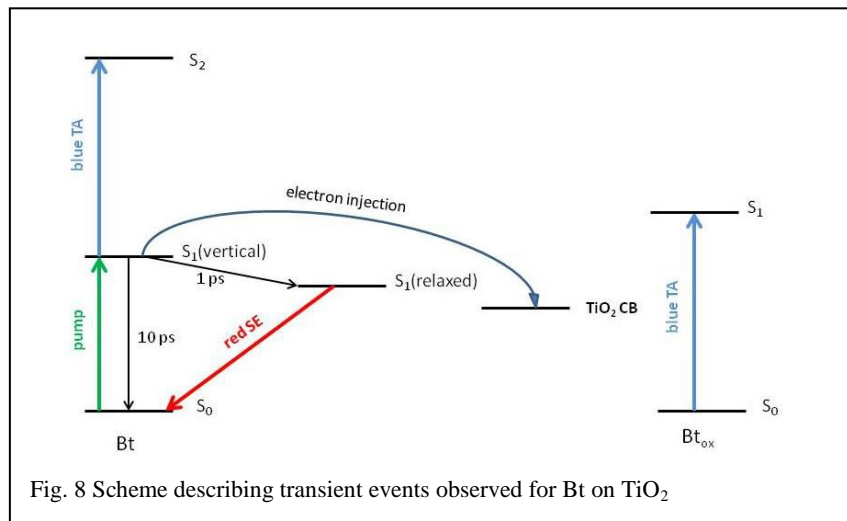 S₂
blue TA
electron injection
S₁
S₁(vertical)
1 ps
S₁(relaxed)
TiO₂ CB
blue TA
pump
10 ps
red SE
S₀
S₀
Bt
Btₒₓ
Fig. 8 Scheme describing transient events observed for Bt on TiO₂